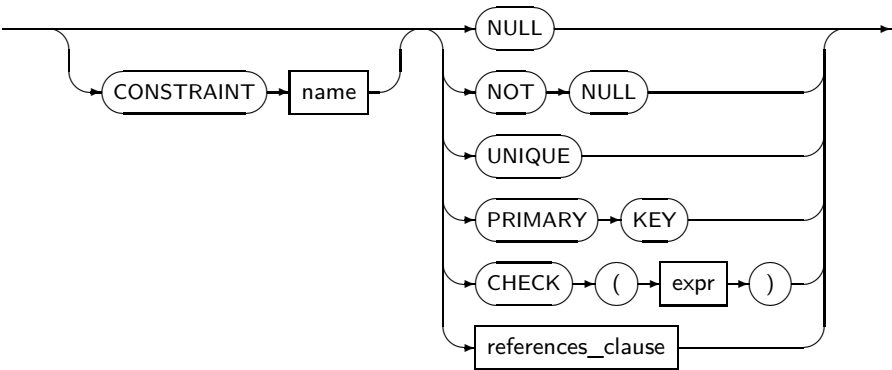 NULL
CONSTRAINT name
NOT NULL
UNIQUE
PRIMARY KEY
CHECK ( expr )
references_clause